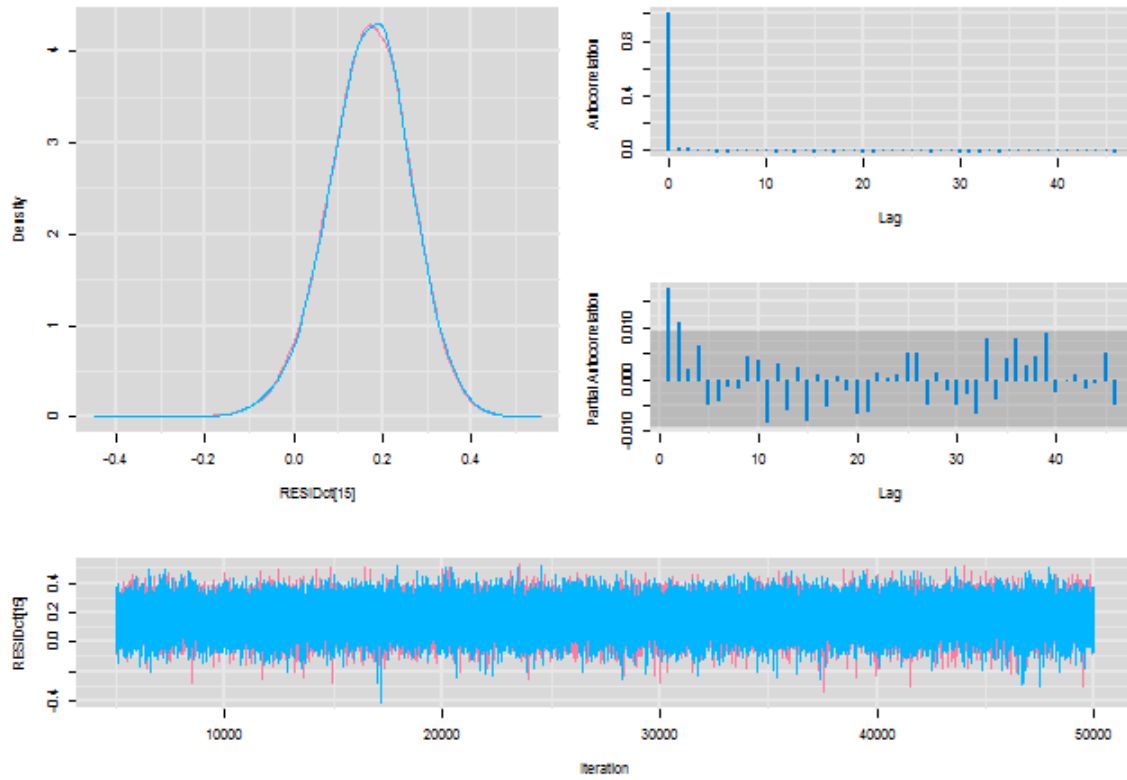 4
3
2
1
0
Density
-0.4 -0.2 0.0 0.2 0.4
RESIDct[15]
0.8
0.4
0.0
Autocorrelation
0 10 20 30 40
Lag
0.010
0.000
-0.010
Partial Autocorrelation
0 10 20 30 40
Lag
0.4
0.2
0.0
-0.4
RESIDct[15]
10000 20000 30000 40000 50000
Iteration